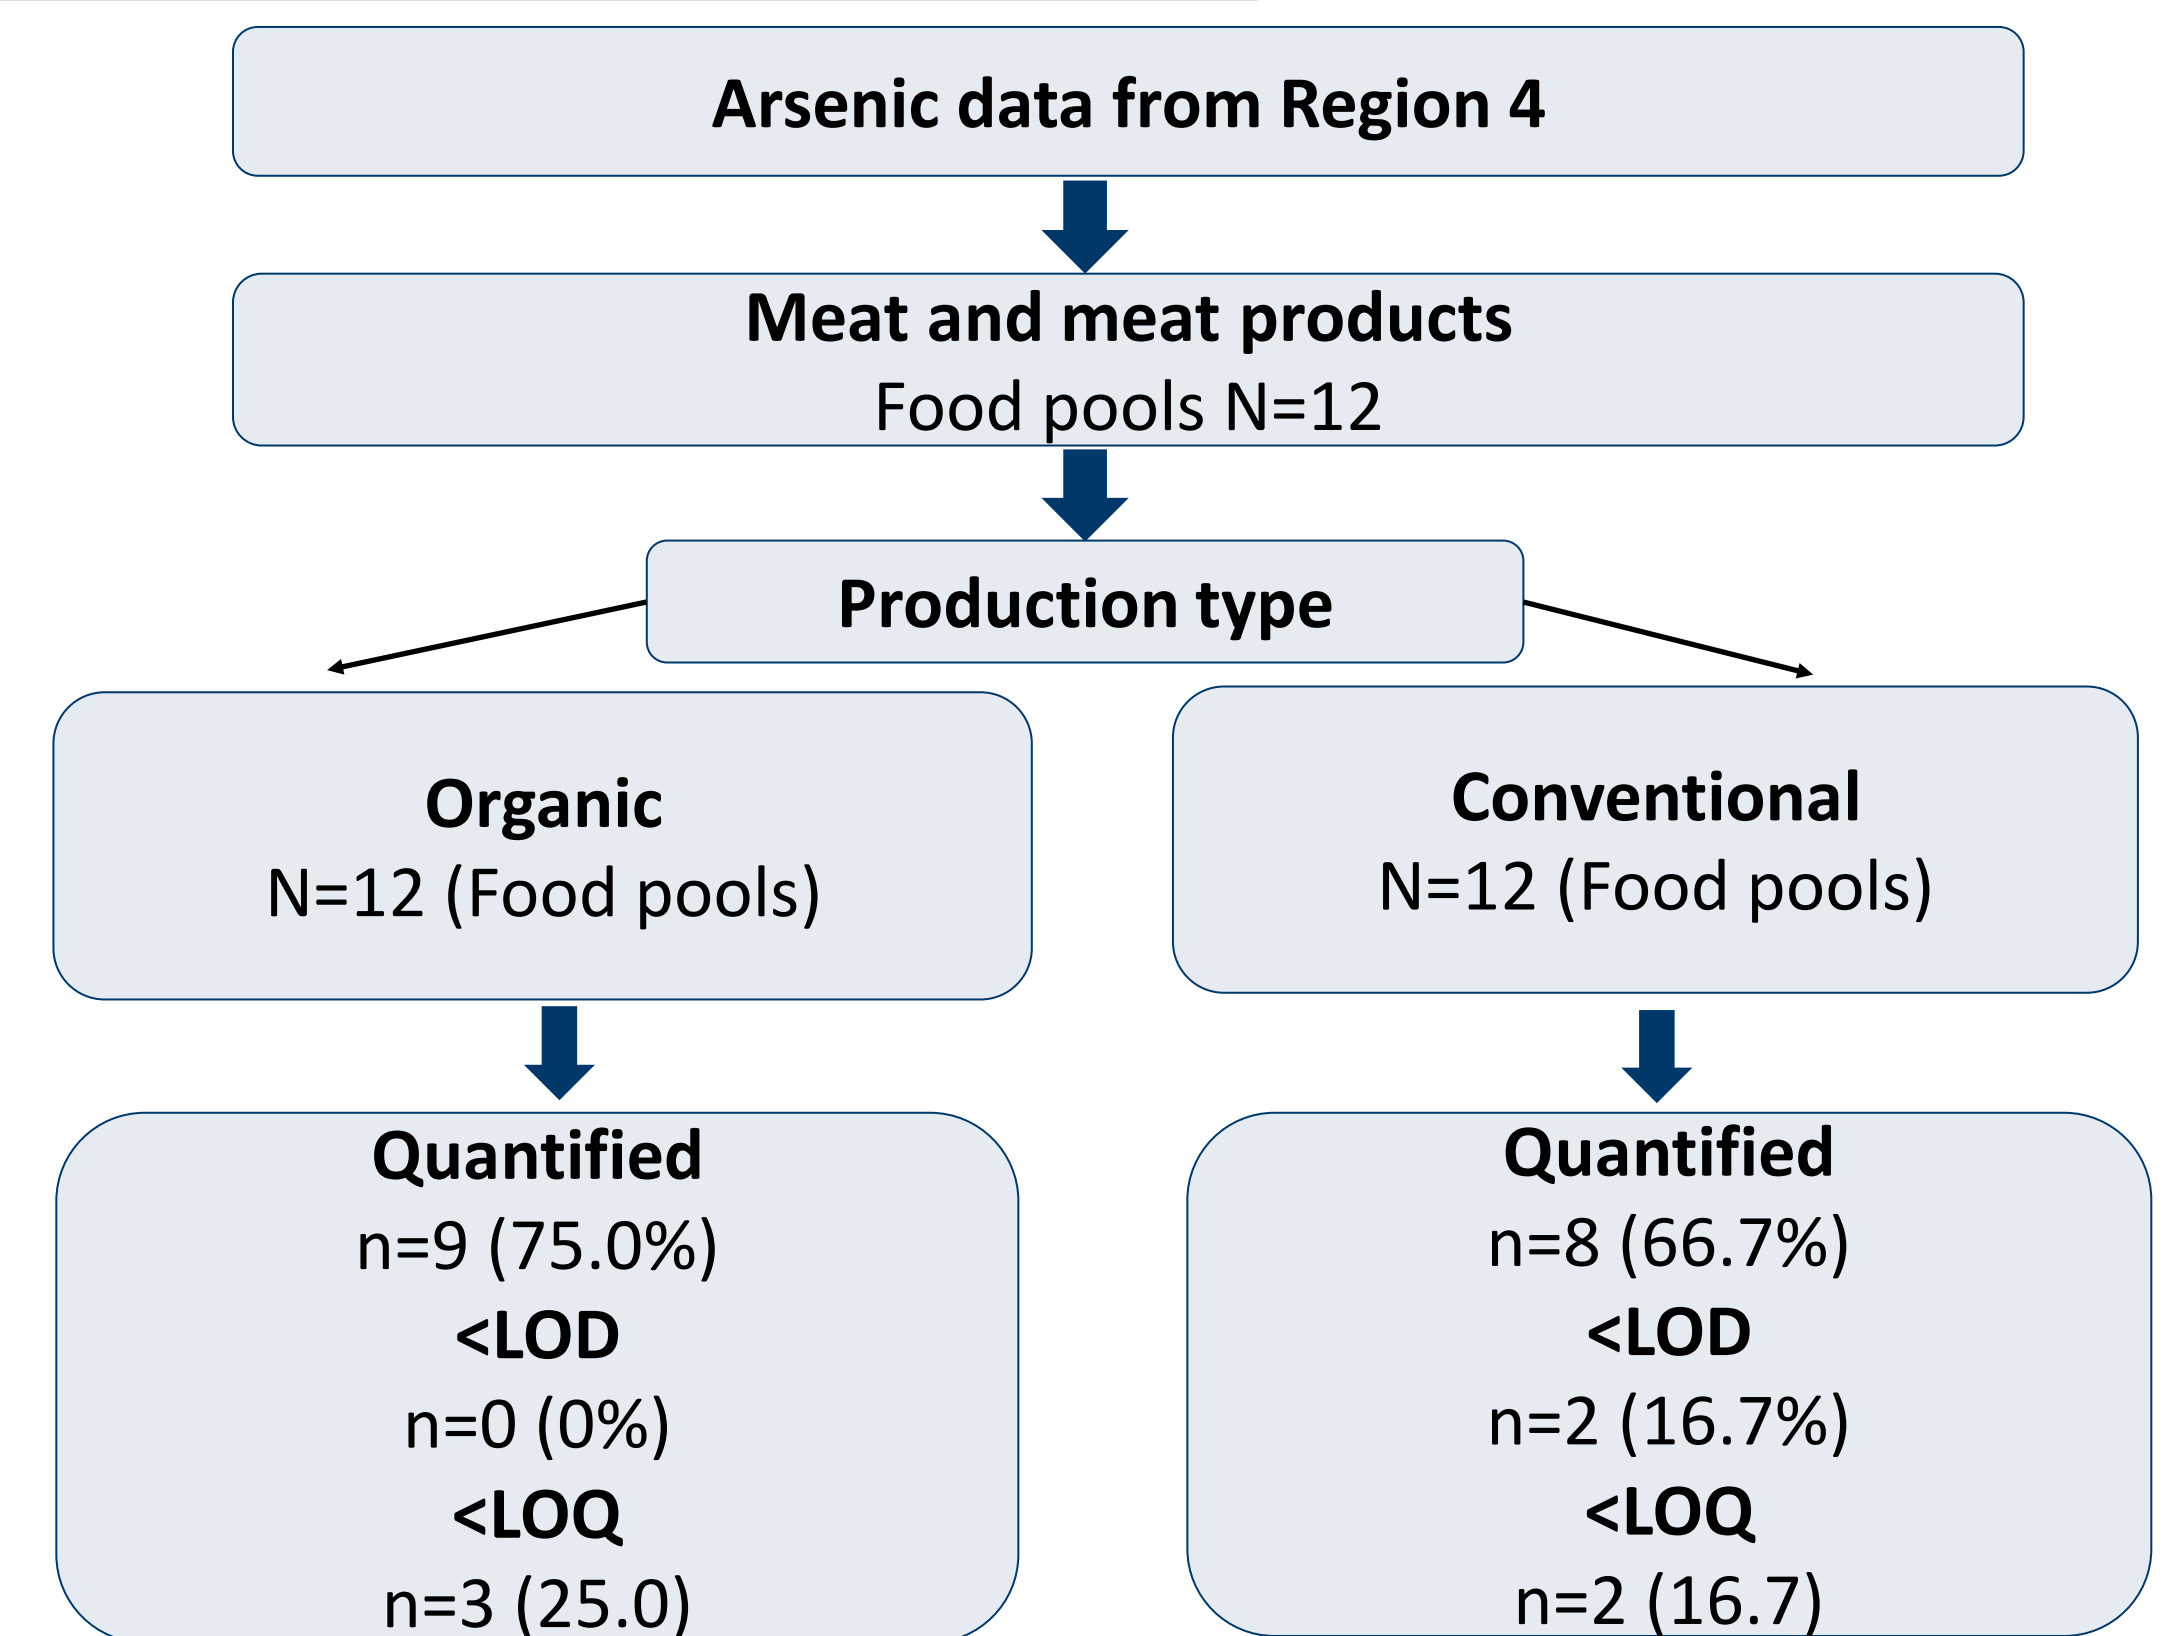 Arsenic data from Region 4
Meat and meat products
Food pools N=12
Production type
Organic
N=12 (Food pools)
Conventional
N=12 (Food pools)
Quantified
n=9 (75.0%)
<LOD
n=0 (0%)
<LOQ
n=3 (25.0)
Quantified
n=8 (66.7%)
<LOD
n=2 (16.7%)
<LOQ
n=2 (16.7)